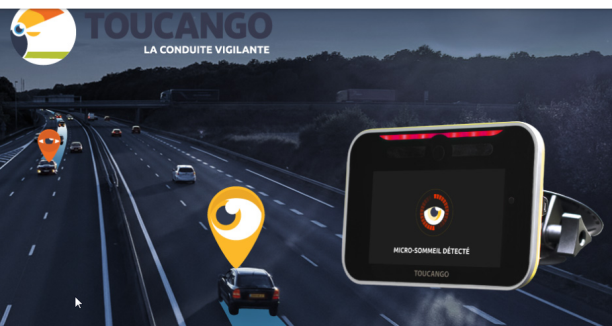 TOUCANGO
LA CONDUITE VIGILANTE
MICRO-SOMMEIL DÉTECTÉ
TOUCANGO